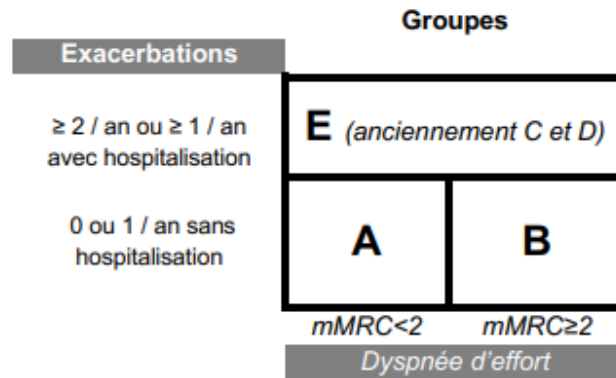 Groupes
Exacerbations
≥ 2 / an ou ≥ 1 / an
avec hospitalisation
E (anciennement C et D)
0 ou 1 / an sans
hospitalisation
A
B
mMRC<2
mMRC≥2
Dyspnée d'effort